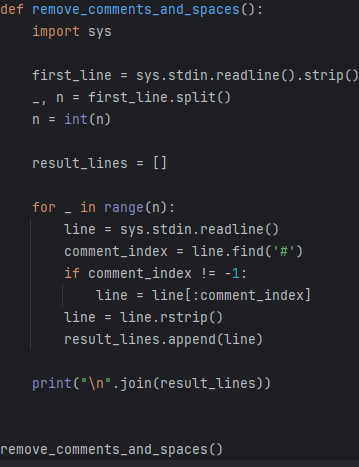 def remove_comments_and_spaces():
    import sys

    first_line = sys.stdin.readline().strip()
    _, n = first_line.split()
    n = int(n)

    result_lines = []

    for _ in range(n):
        line = sys.stdin.readline()
        comment_index = line.find('#')
        if comment_index != -1:
            line = line[:comment_index]
        line = line.rstrip()
        result_lines.append(line)

    print("\n".join(result_lines))


remove_comments_and_spaces()